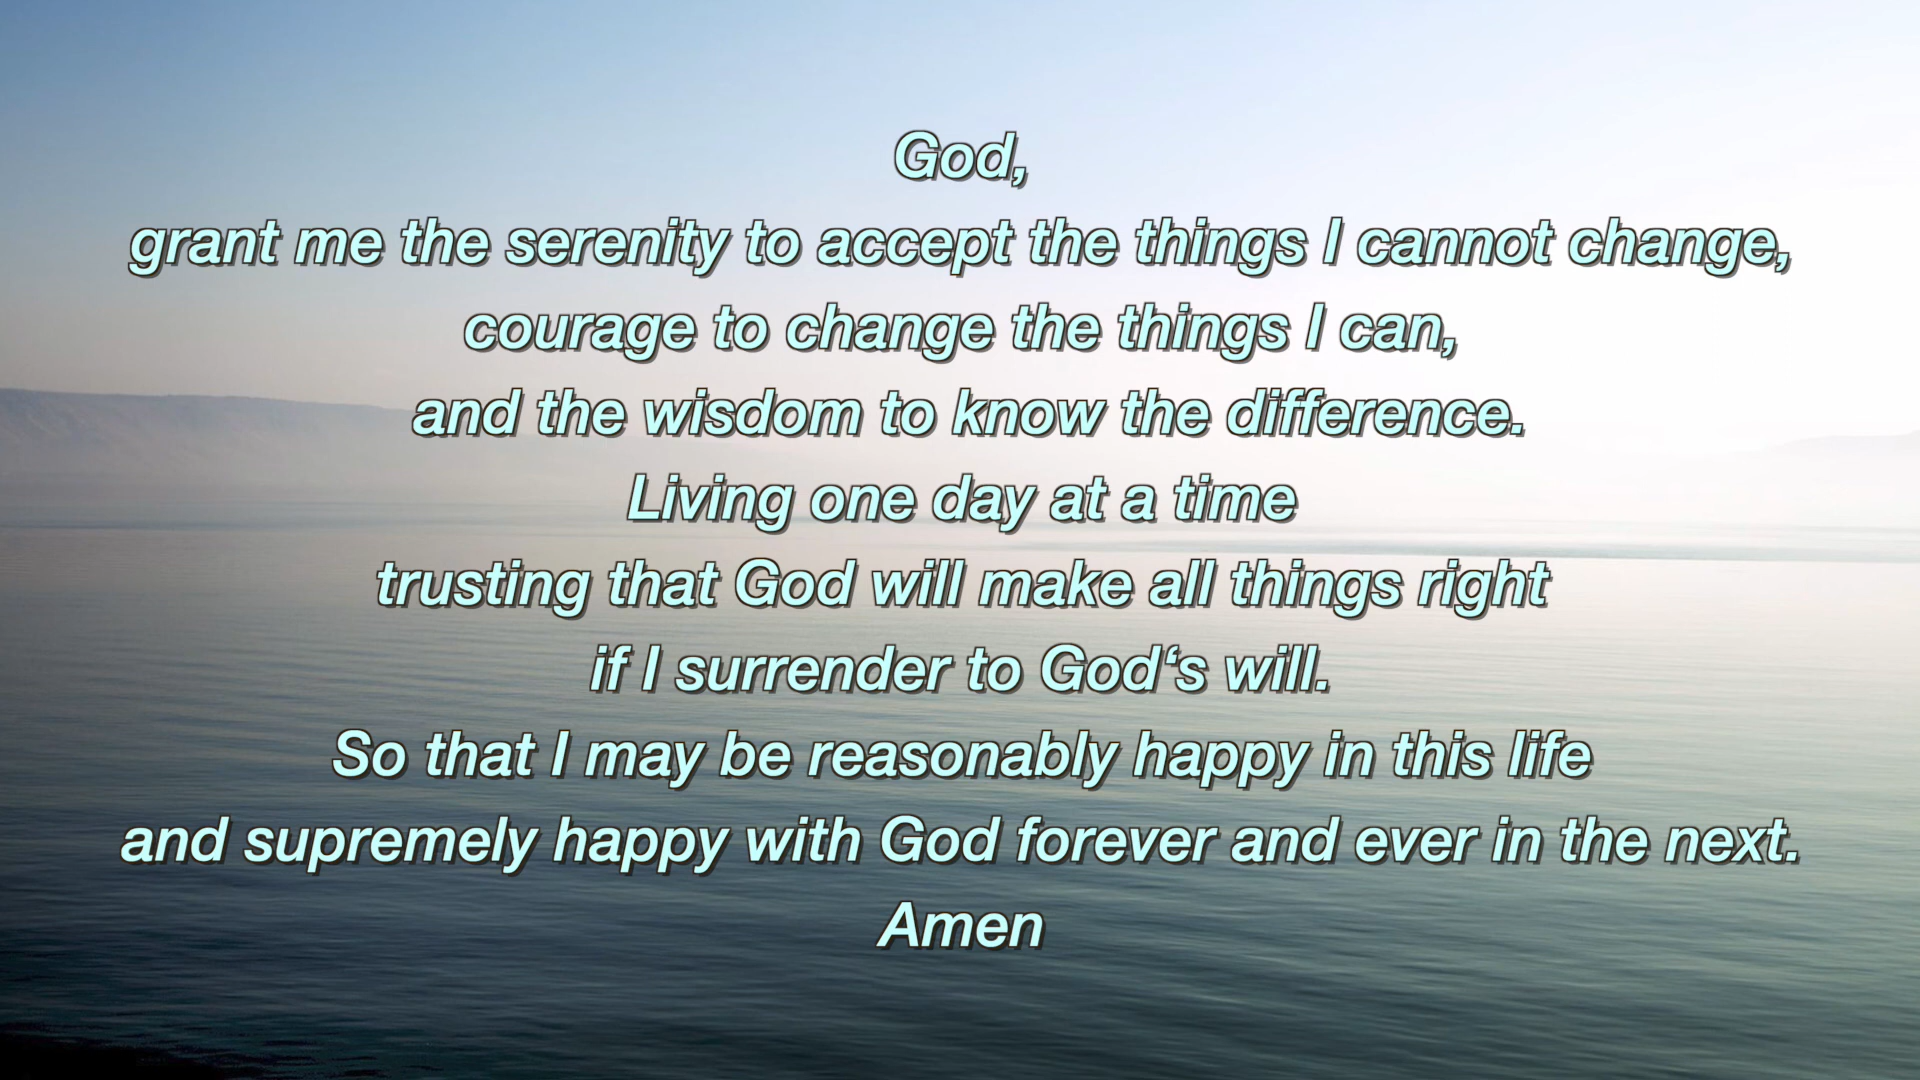 God,
grant me the serenity to accept the things I cannot change,
courage to change the things I can,
and the wisdom to know the difference.
Living one day at a time
trusting that God will make all things right
if I surrender to God‘s will.
So that I may be reasonably happy in this life
and supremely happy with God forever and ever in the next.
Amen